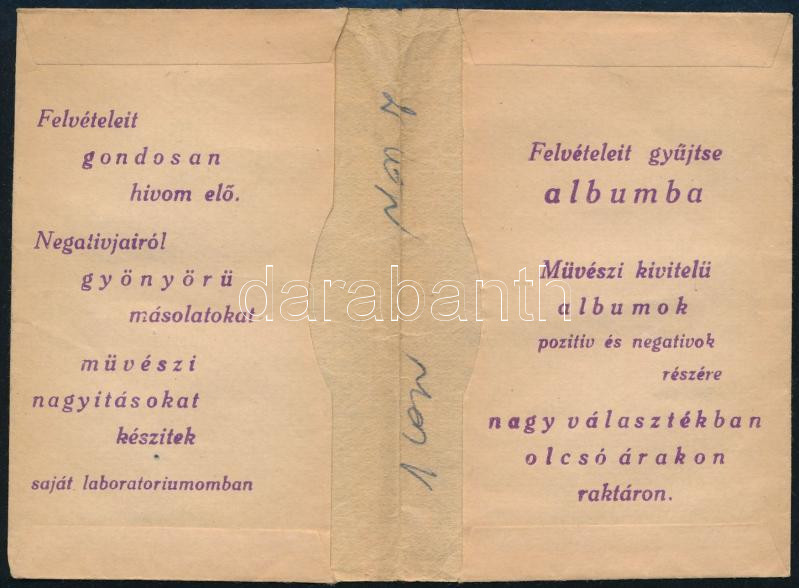 Felvételeit
gondosan
hivom elő.
Negativjairól
gyönyörü
másolatokat
müvészi
nagyitásokat
készitek
saját laboratoriumomban
Felvételeit gyűjtse
albumba
Müvészi kivitelü
albumok
pozitiv és negativok
részére
nagy választékban
olcsó árakon
raktáron.
darabanth